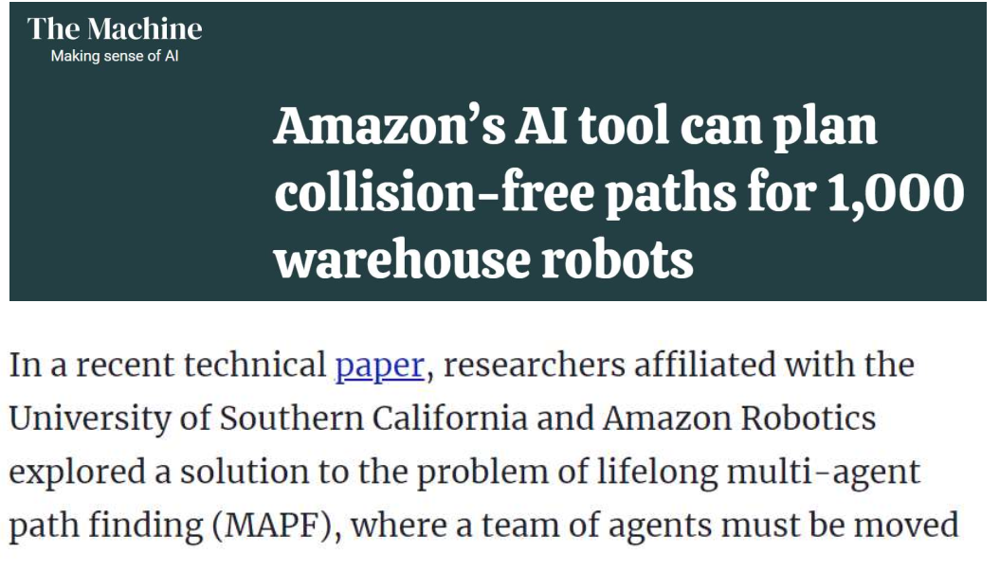 The Machine
Making sense of AI
Amazon’s AI tool can plan
collision-free paths for 1,000
warehouse robots
In a recent technical paper, researchers affiliated with the
University of Southern California and Amazon Robotics
explored a solution to the problem of lifelong multi-agent
path finding (MAPF), where a team of agents must be moved